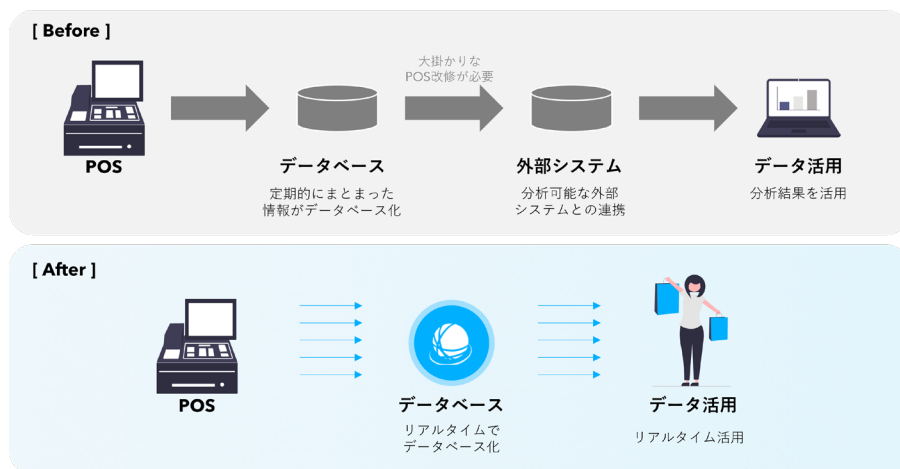 [ Before ]
大掛かりな
POS改修が必要
POS
データベース
定期的にまとまった
情報がデータベース化
外部システム
分析可能な外部
システムとの連携
データ活用
分析結果を活用
[ After ]
POS
データベース
リアルタイムで
データベース化
データ活用
リアルタイム活用